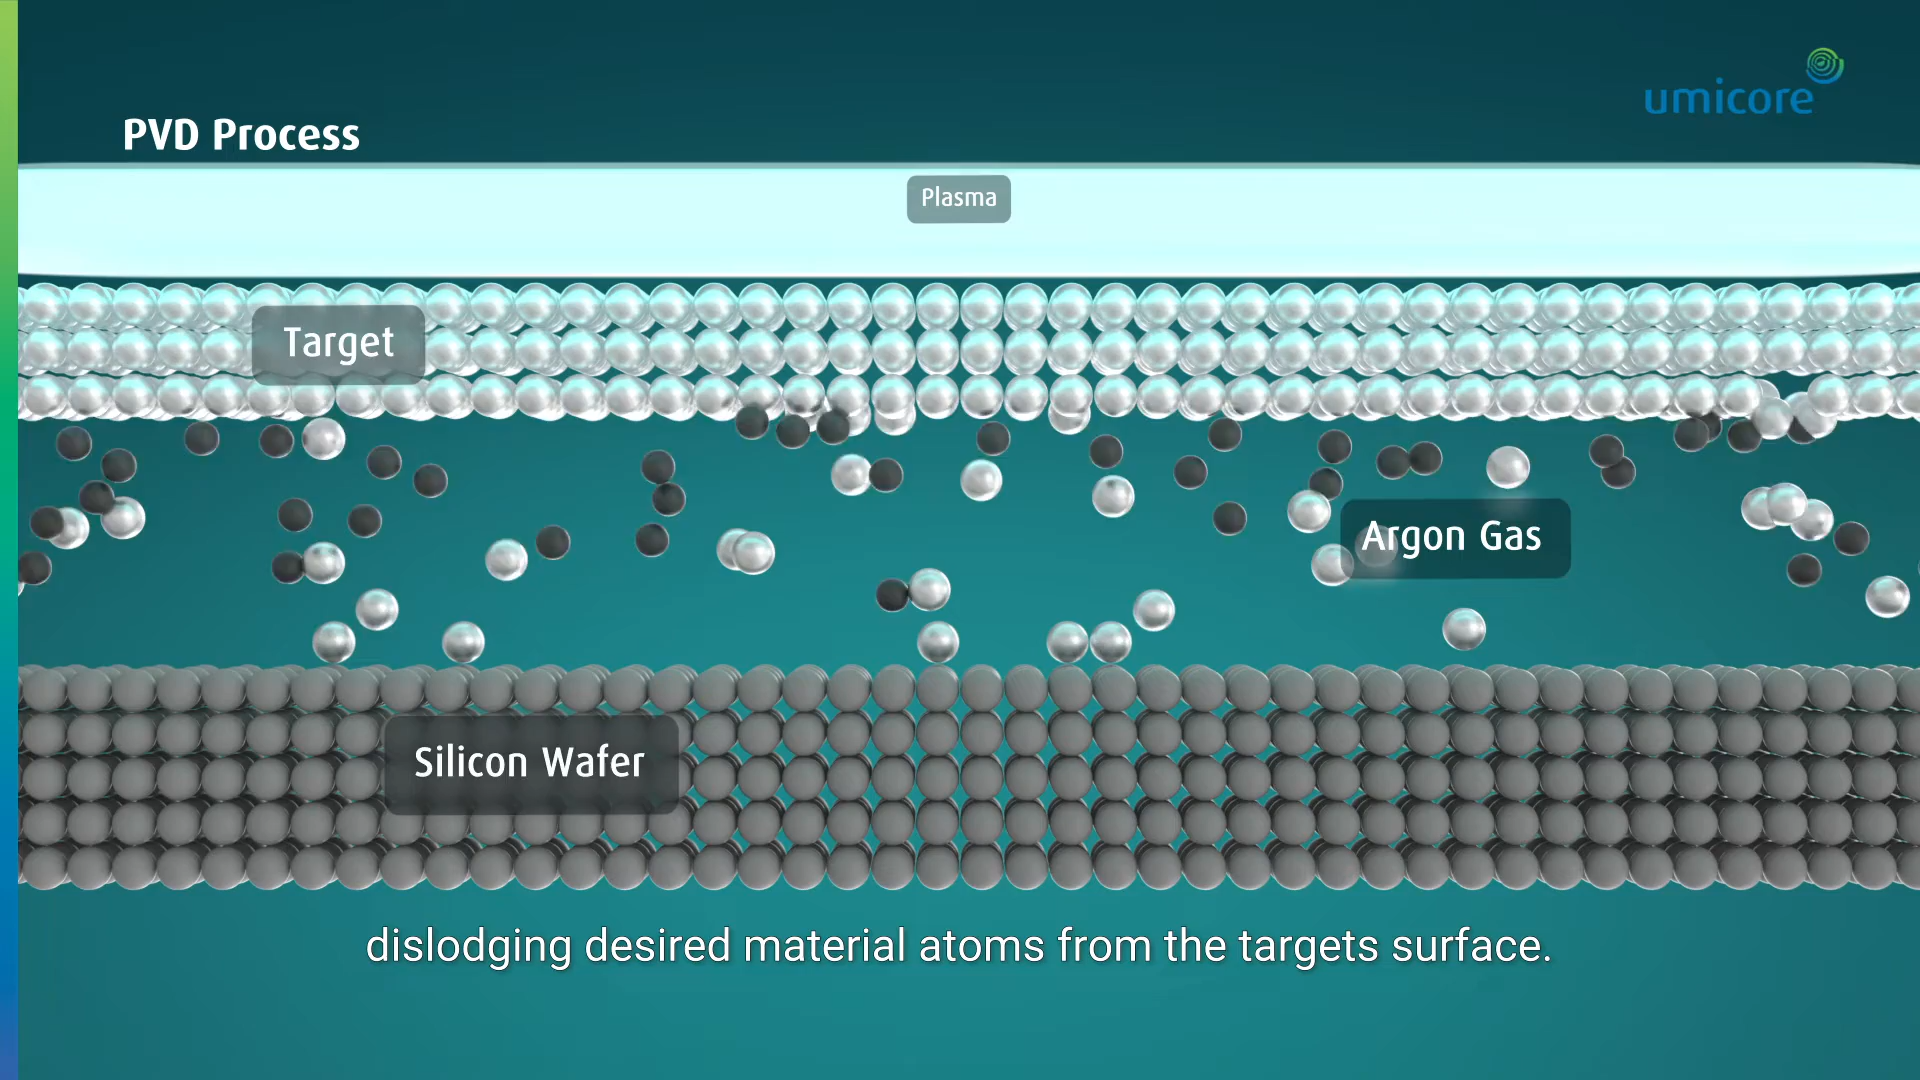 umicore
PVD Process
Plasma
Target
Argon Gas
Silicon Wafer
dislodging desired material atoms from the targets surface.